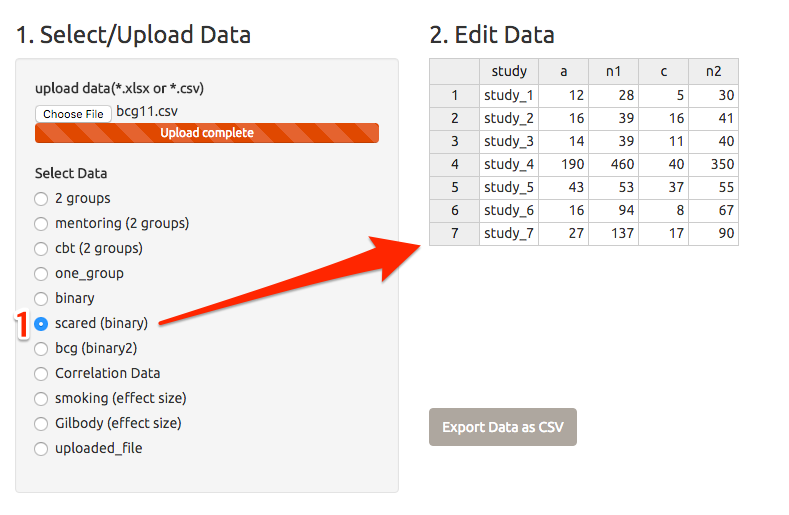 1. Select/Upload Data
upload data(*.xlsx or *.csv)
Choose File bcg11.csv
Upload complete
Select Data
2 groups
mentoring (2 groups)
cbt (2 groups)
one_group
binary
1 scared (binary)
bcg (binary2)
Correlation Data
smoking (effect size)
Gilbody (effect size)
uploaded_file
2. Edit Data
study a n1 c n2
1 study_1 12 28 5 30
2 study_2 16 39 16 41
3 study_3 14 39 11 40
4 study_4 190 460 40 350
5 study_5 43 53 37 55
6 study_6 16 94 8 67
7 study_7 27 137 17 90
Export Data as CSV